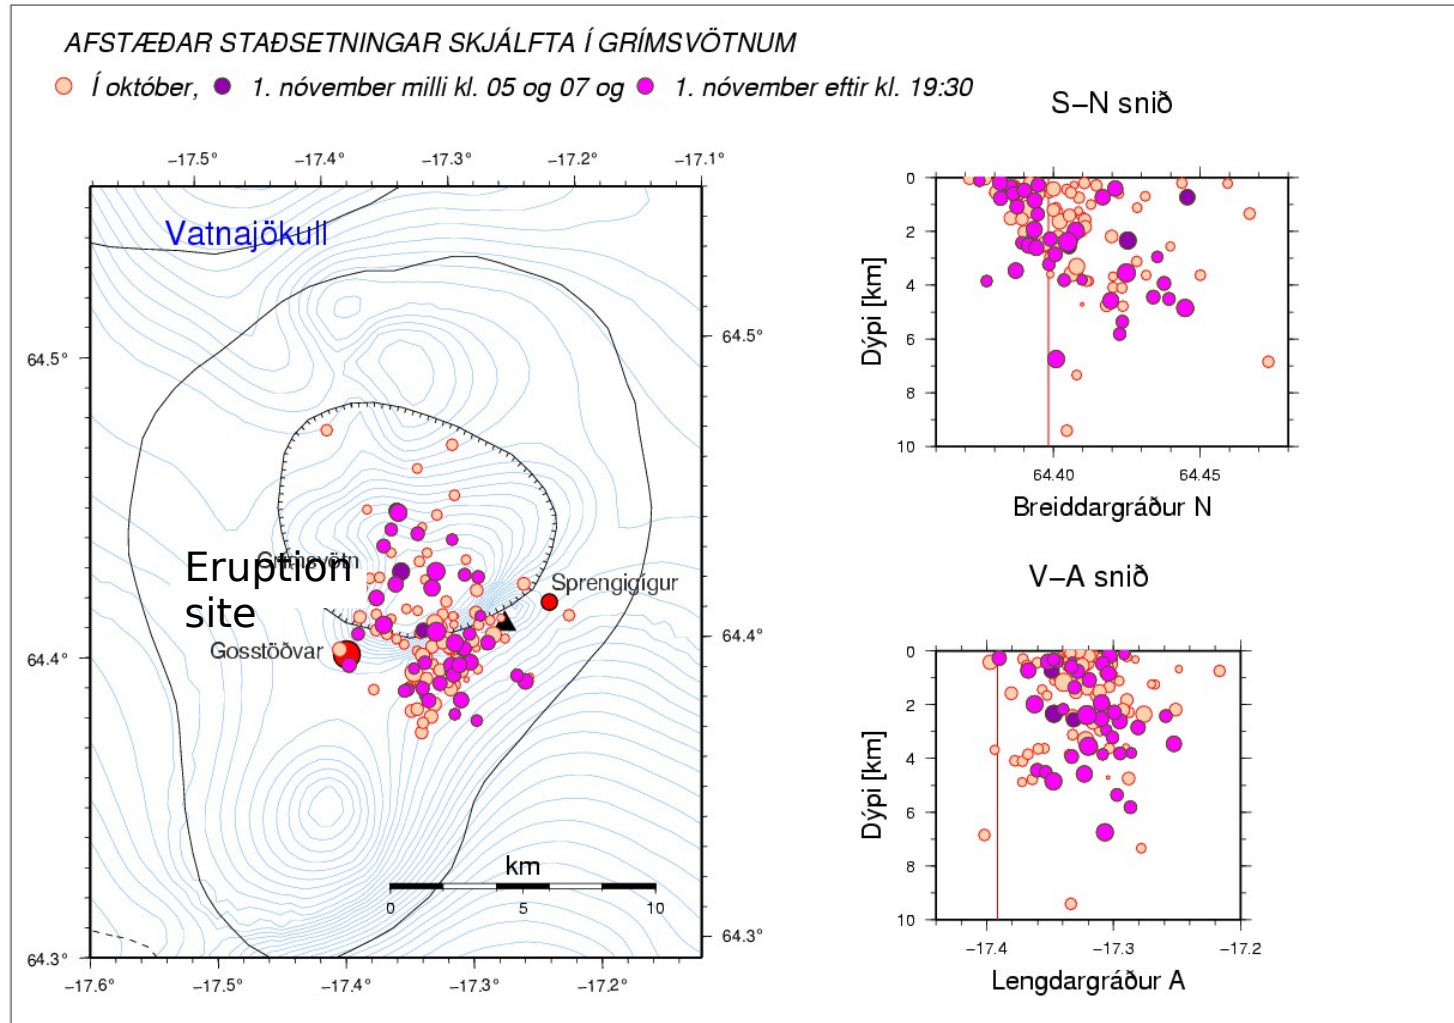 AFSTÆÐAR STAÐSETNINGAR SKJÁLFTA Í GRÍMSVÖTNUM
Í október, 1. nóvember milli kl. 05 og 07 og 1. nóvember eftir kl. 19:30
−17.5° −17.4° −17.3° −17.2° −17.1°
Vatnajökull
64.5° 64.5°
Grímsvötn
Eruption
site
Sprengigígur
64.4°
Gosstöðvar
64.4°
km
0 5 10
64.3°
64.3°
−17.6° −17.5° −17.4° −17.3° −17.2°
S−N snið
0
2
4
6
8
10
Dýpi [km]
64.40 64.45
Breiddargráður N
V−A snið
0
2
4
6
8
10
Dýpi [km]
−17.4 −17.3 −17.2
Lengdargráður A